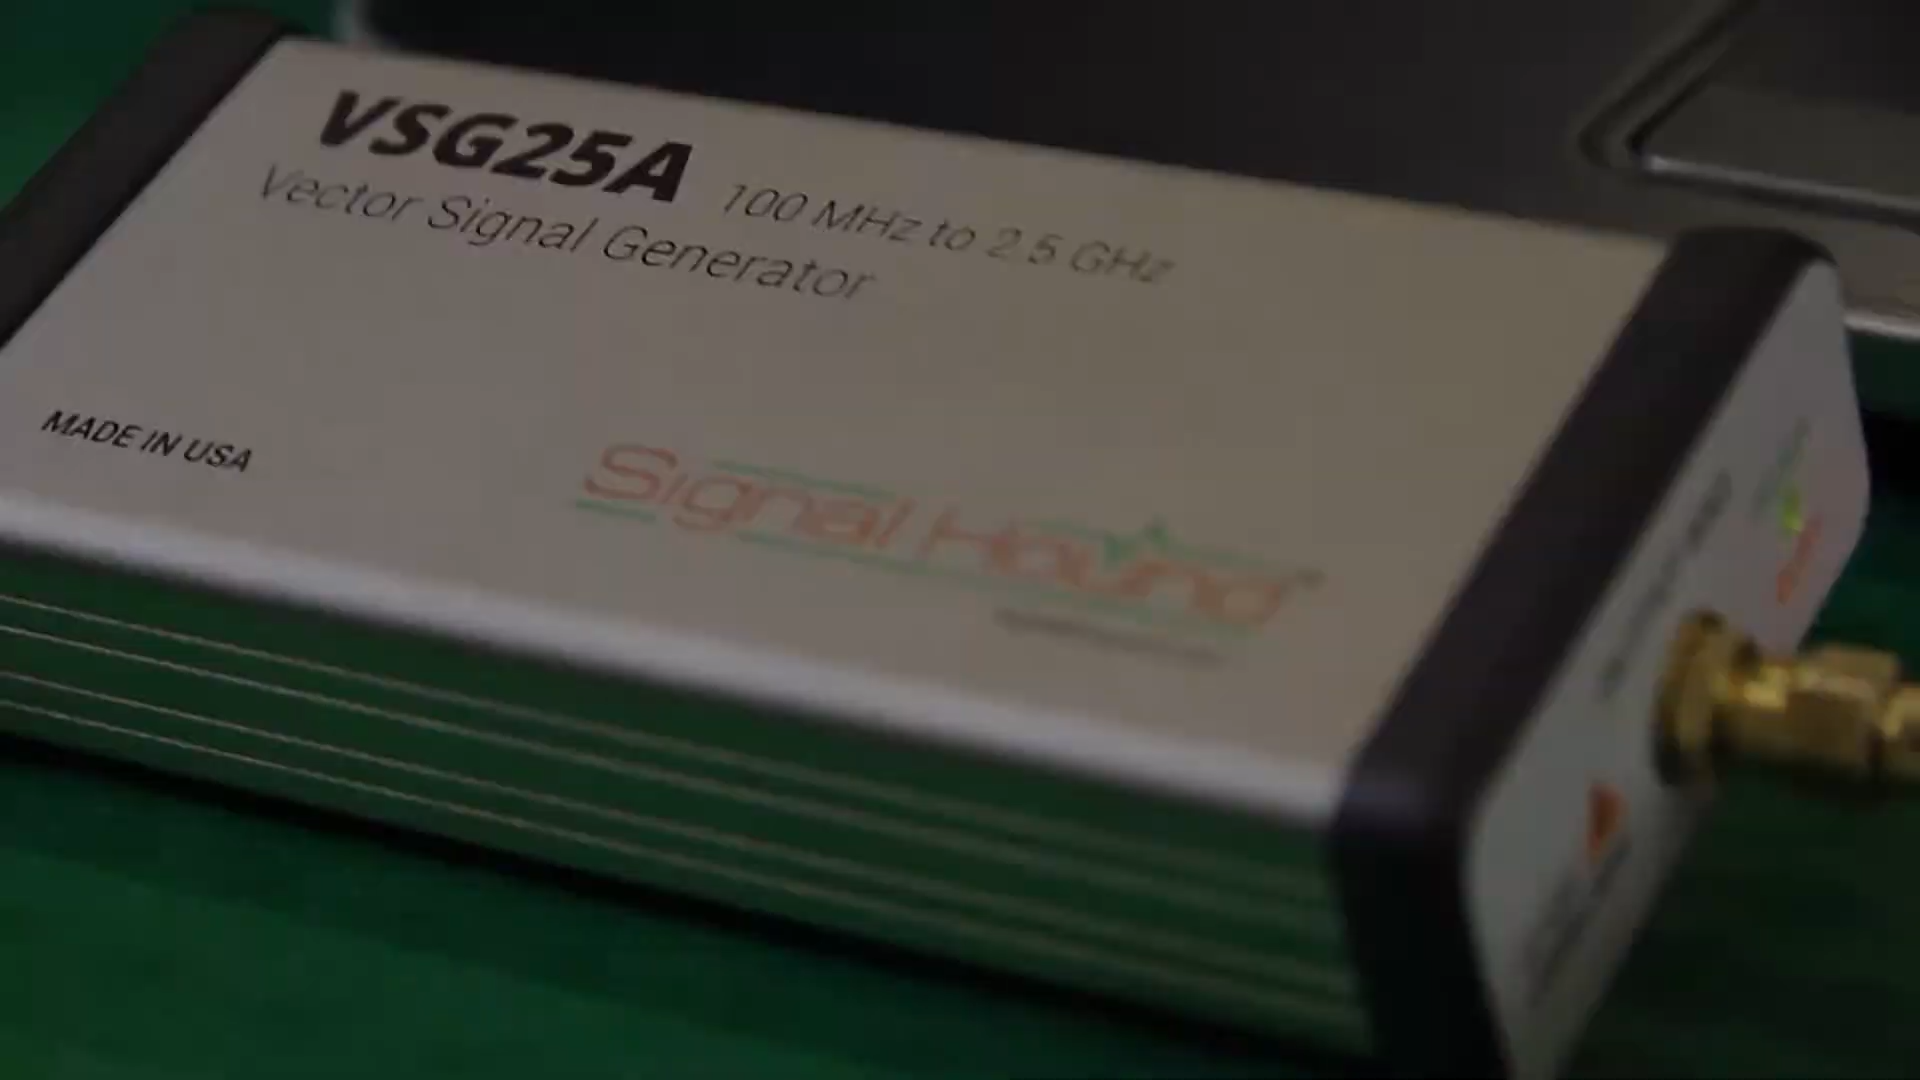 VSG25A 100 MHz to 2.5 GHz
Vector Signal Generator
MADE IN USA
Signal Hound